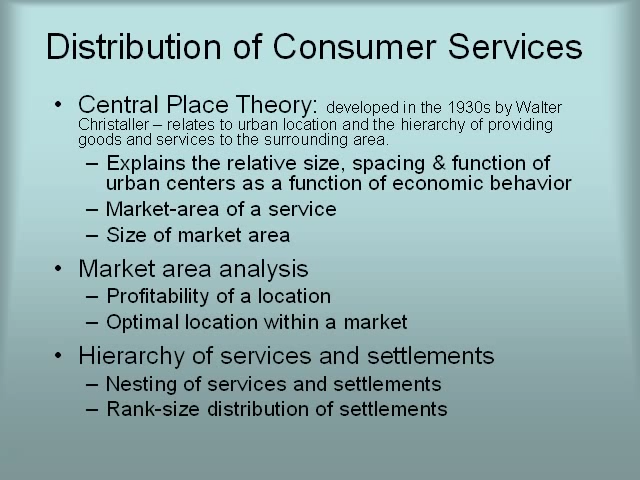 Distribution of Consumer Services
• Central Place Theory: developed in the 1930s by Walter
Christaller – relates to urban location and the hierarchy of providing
goods and services to the surrounding area.
– Explains the relative size, spacing & function of
urban centers as a function of economic behavior
– Market-area of a service
– Size of market area
• Market area analysis
– Profitability of a location
– Optimal location within a market
• Hierarchy of services and settlements
– Nesting of services and settlements
– Rank-size distribution of settlements